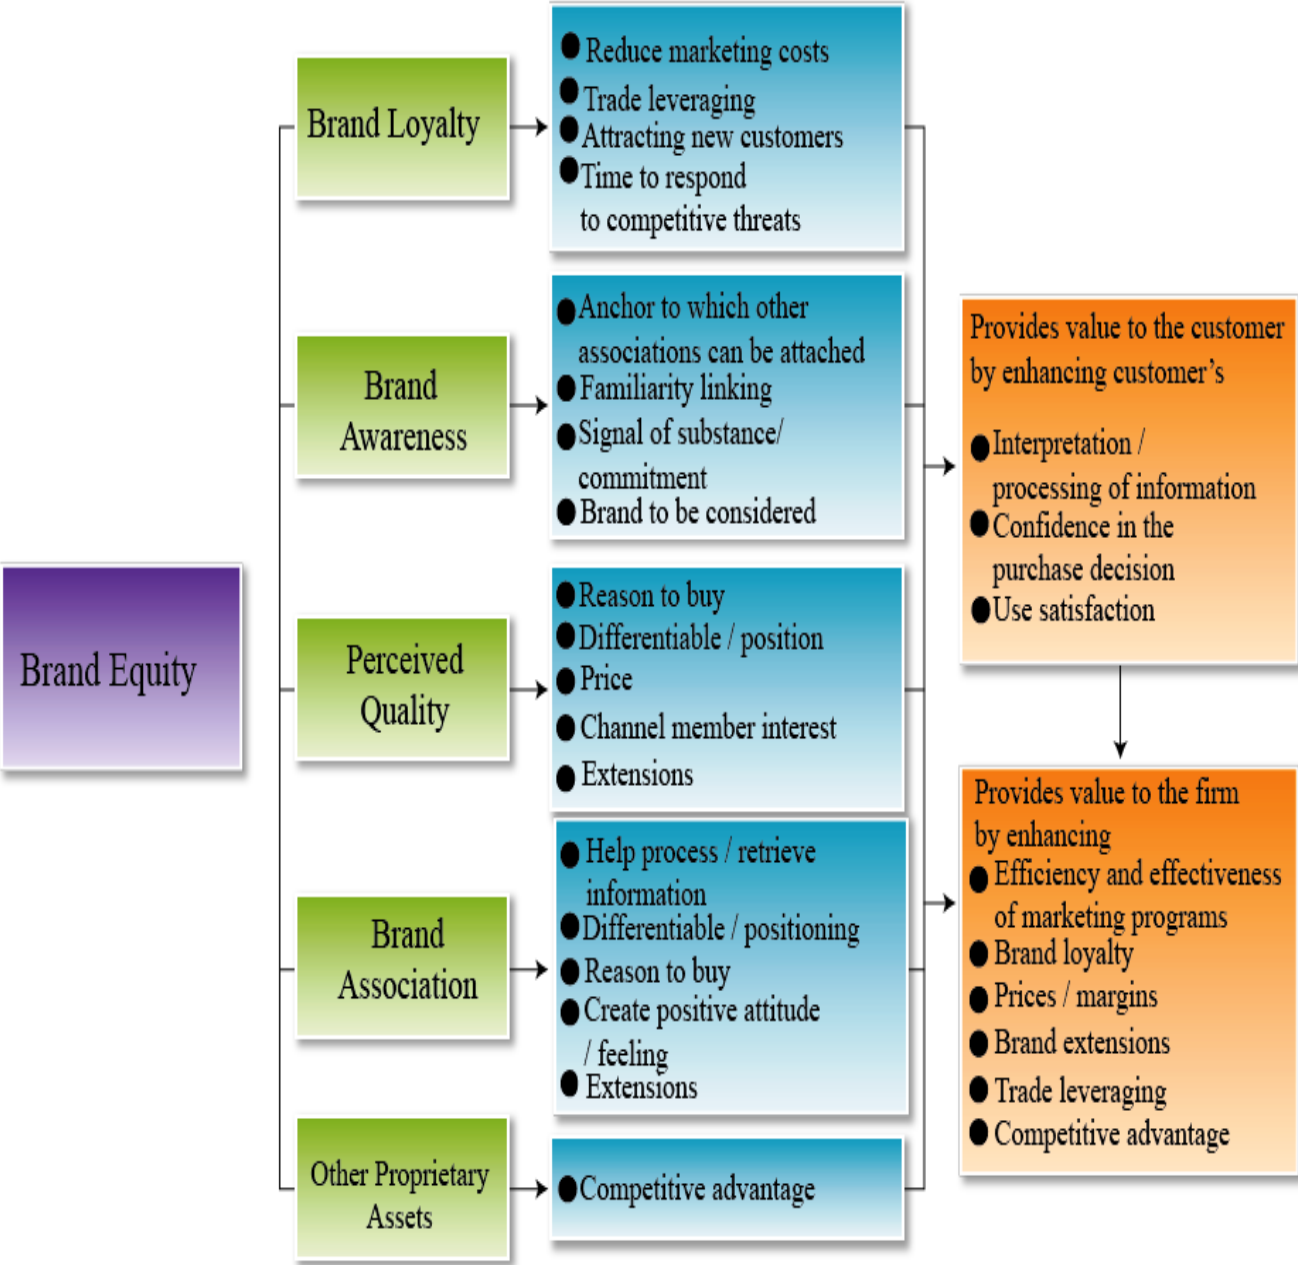 Brand Equity
Brand Loyalty
● Reduce marketing costs
● Trade leveraging
● Attracting new customers
● Time to respond
to competitive threats
Brand
Awareness
● Anchor to which other
associations can be attached
● Familiarity linking
● Signal of substance/
commitment
● Brand to be considered
Perceived
Quality
● Reason to buy
● Differentiable / position
● Price
● Channel member interest
● Extensions
Brand
Association
● Help process / retrieve
information
● Differentiable / positioning
● Reason to buy
● Create positive attitude
/ feeling
● Extensions
Other Proprietary
Assets
● Competitive advantage
Provides value to the customer
by enhancing customer’s
● Interpretation /
processing of information
● Confidence in the
purchase decision
● Use satisfaction
Provides value to the firm
by enhancing
● Efficiency and effectiveness
of marketing programs
● Brand loyalty
● Prices / margins
● Brand extensions
● Trade leveraging
● Competitive advantage